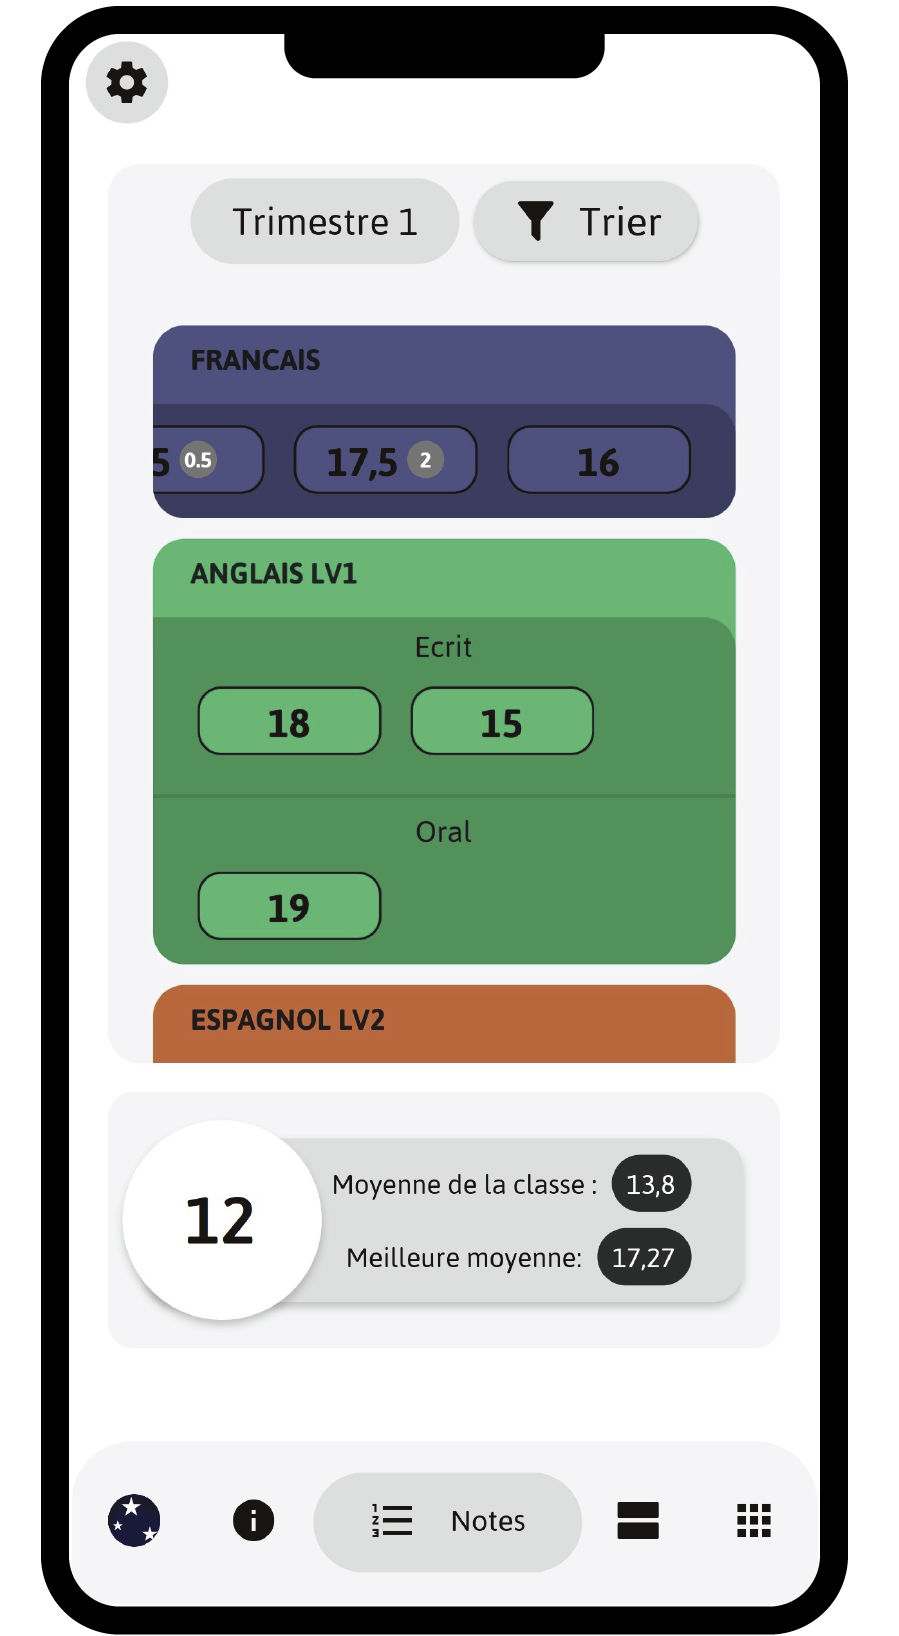 Trimestre 1 Trier
FRANCAIS
5 0.5 17,5 2 16
ANGLAIS LV1
Ecrit
18 15
Oral
19
ESPAGNOL LV2
12
Moyenne de la classe : 13,8
Meilleure moyenne: 17,27
Notes